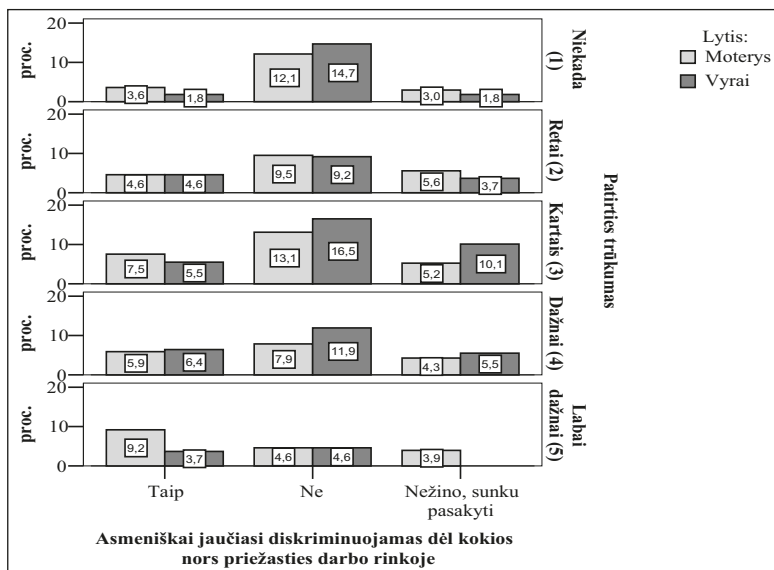 Lytis:
Moterys
Vyrai
proc.
20
10
0
3,6
1,8
12,1
14,7
3,0
1,8
Niekada
(1)
proc.
20
10
0
4,6
4,6
9,5
9,2
5,6
3,7
Retai (2)
proc.
20
10
0
7,5
5,5
13,1
16,5
5,2
10,1
Kartais (3)
proc.
20
10
0
5,9
6,4
7,9
11,9
4,3
5,5
Dažnai (4)
proc.
20
10
0
9,2
3,7
4,6
4,6
3,9
Labai
dažnai (5)
Patirties trūkumas
Taip
Ne
Nežino, sunku
pasakyti
Asmeniškai jaučiasi diskriminuojamas dėl kokios
nors priežasties darbo rinkoje